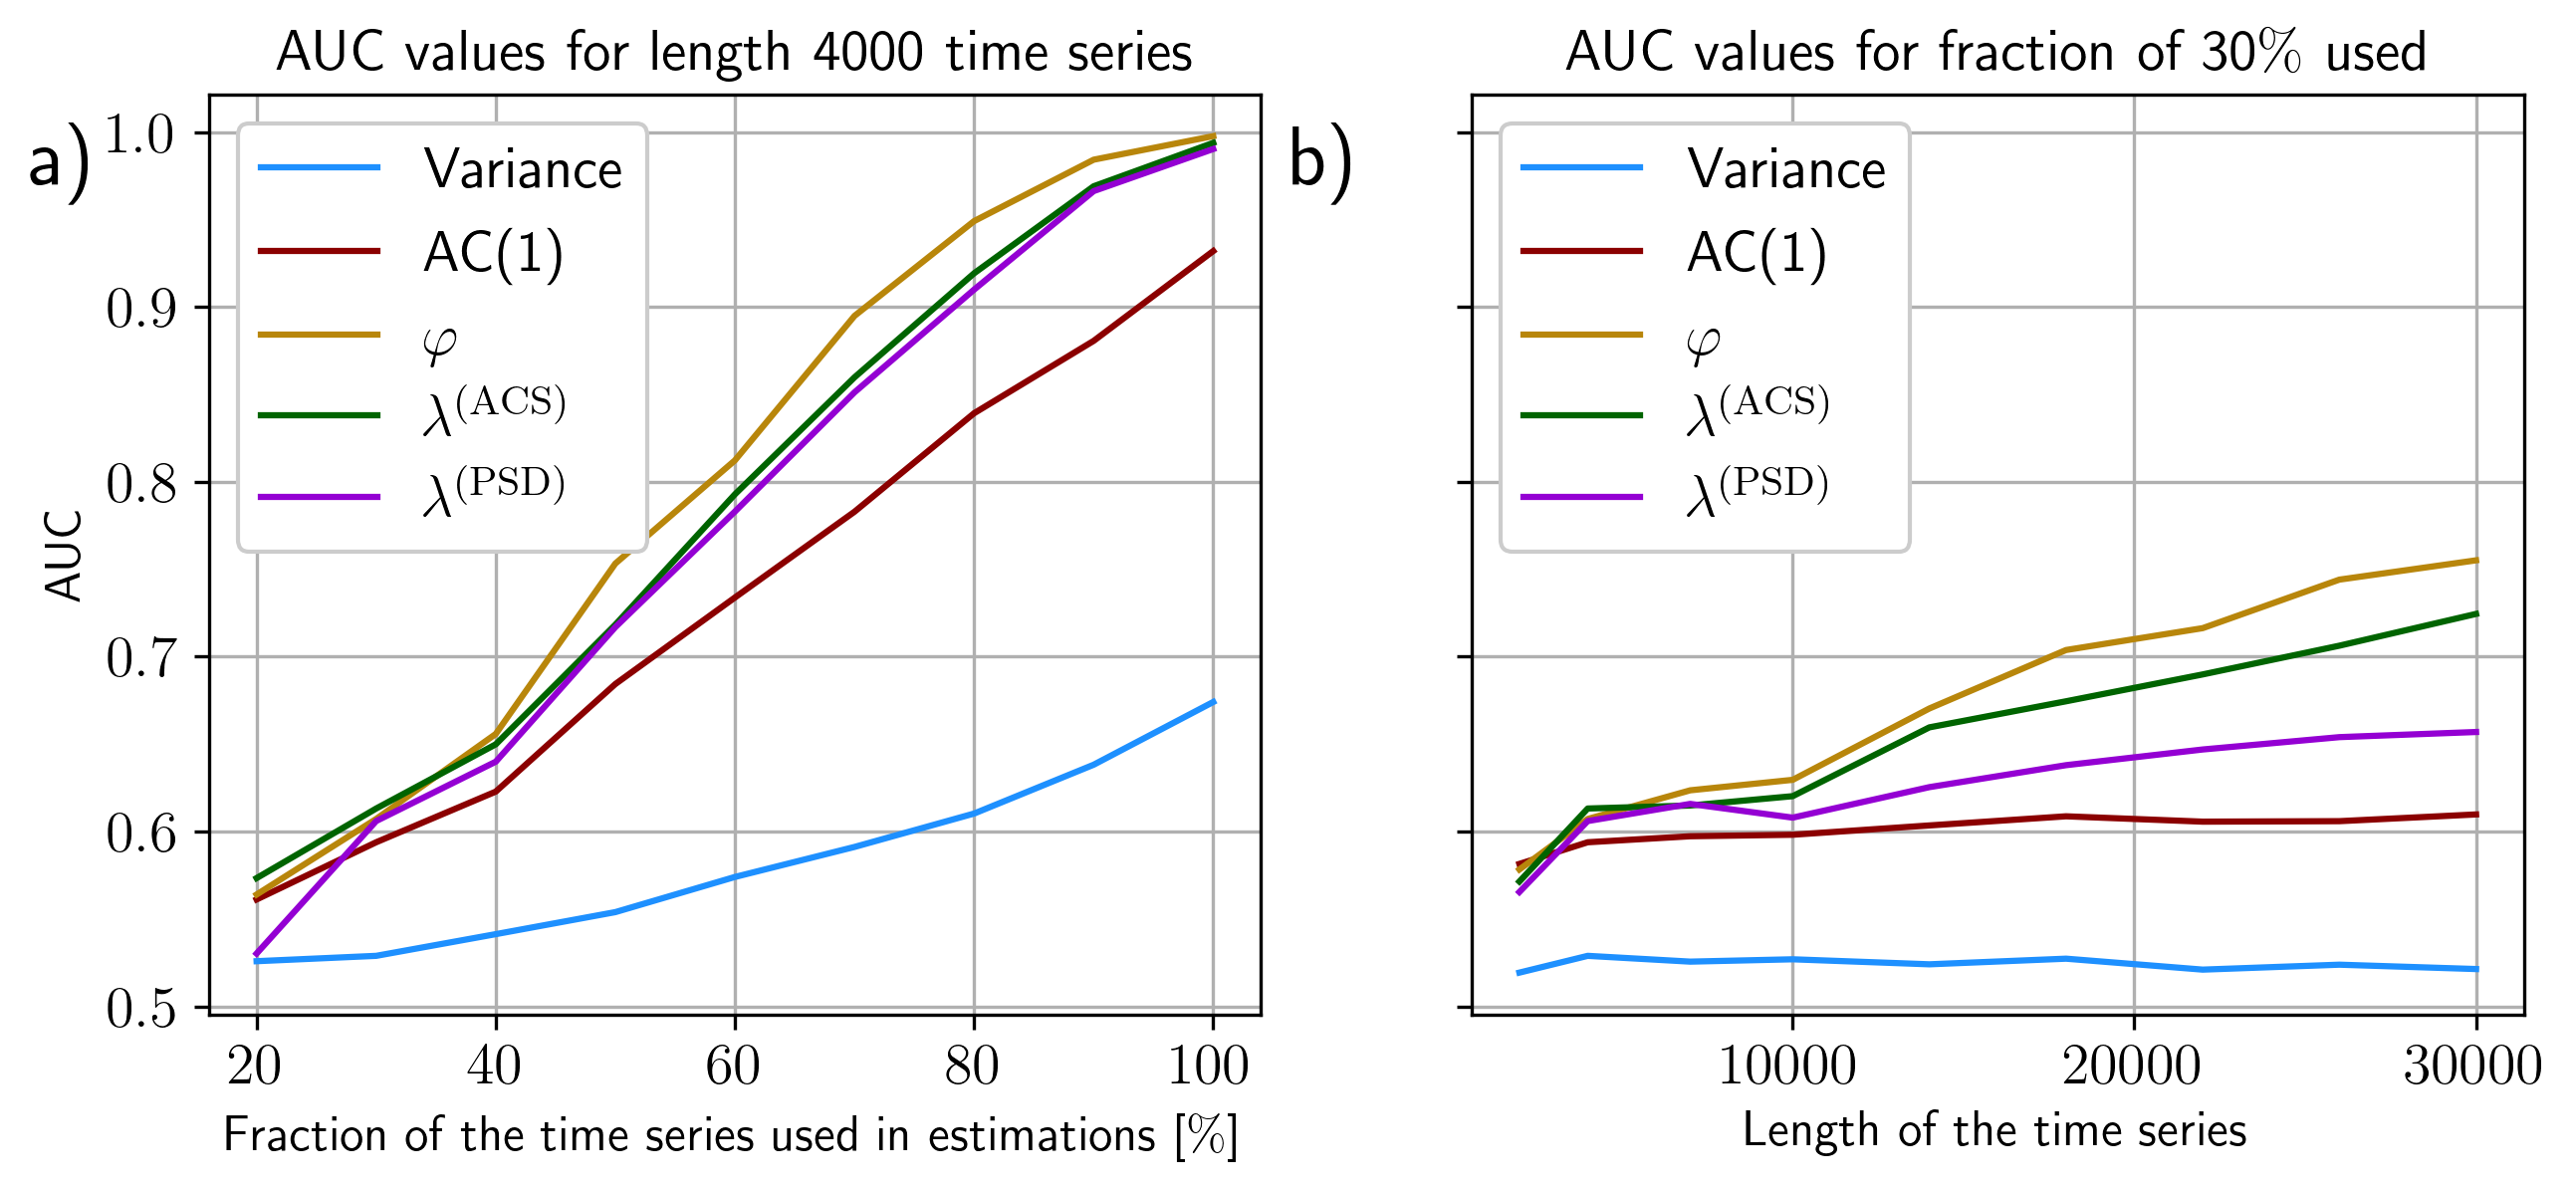 AUC values for length 4000 time series
a)
1.0
0.9
0.8
0.7
0.6
0.5
AUC
Variance
AC(1)
φ
λ^(ACS)
λ^(PSD)
20 40 60 80 100
Fraction of the time series used in estimations [%]
AUC values for fraction of 30% used
b)
Variance
AC(1)
φ
λ^(ACS)
λ^(PSD)
10000 20000 30000
Length of the time series